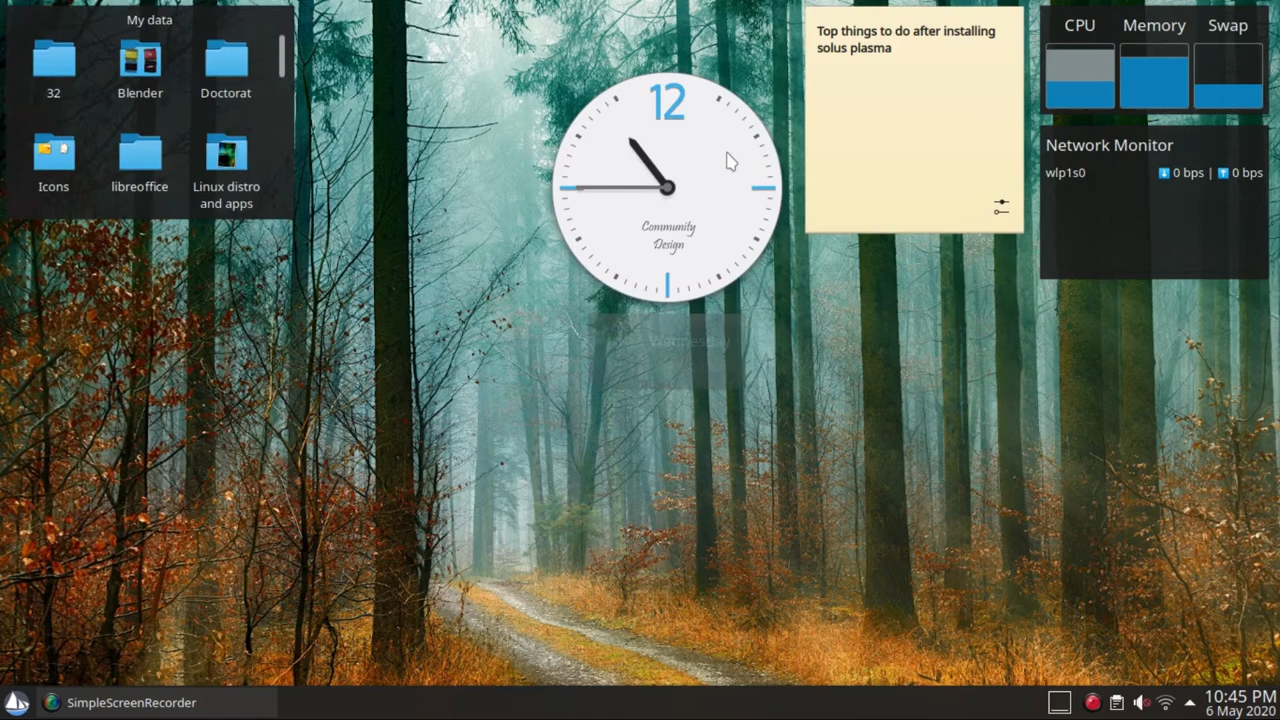 My data
32
Blender
Doctorat
Icons
libreoffice
Linux distro
and apps
12
Community
Design
Wednesday
Top things to do after installing
solus plasma
CPU Memory Swap
Network Monitor
wlp1s0 0 bps | 0 bps
SimpleScreenRecorder
10:45 PM
6 May 2020